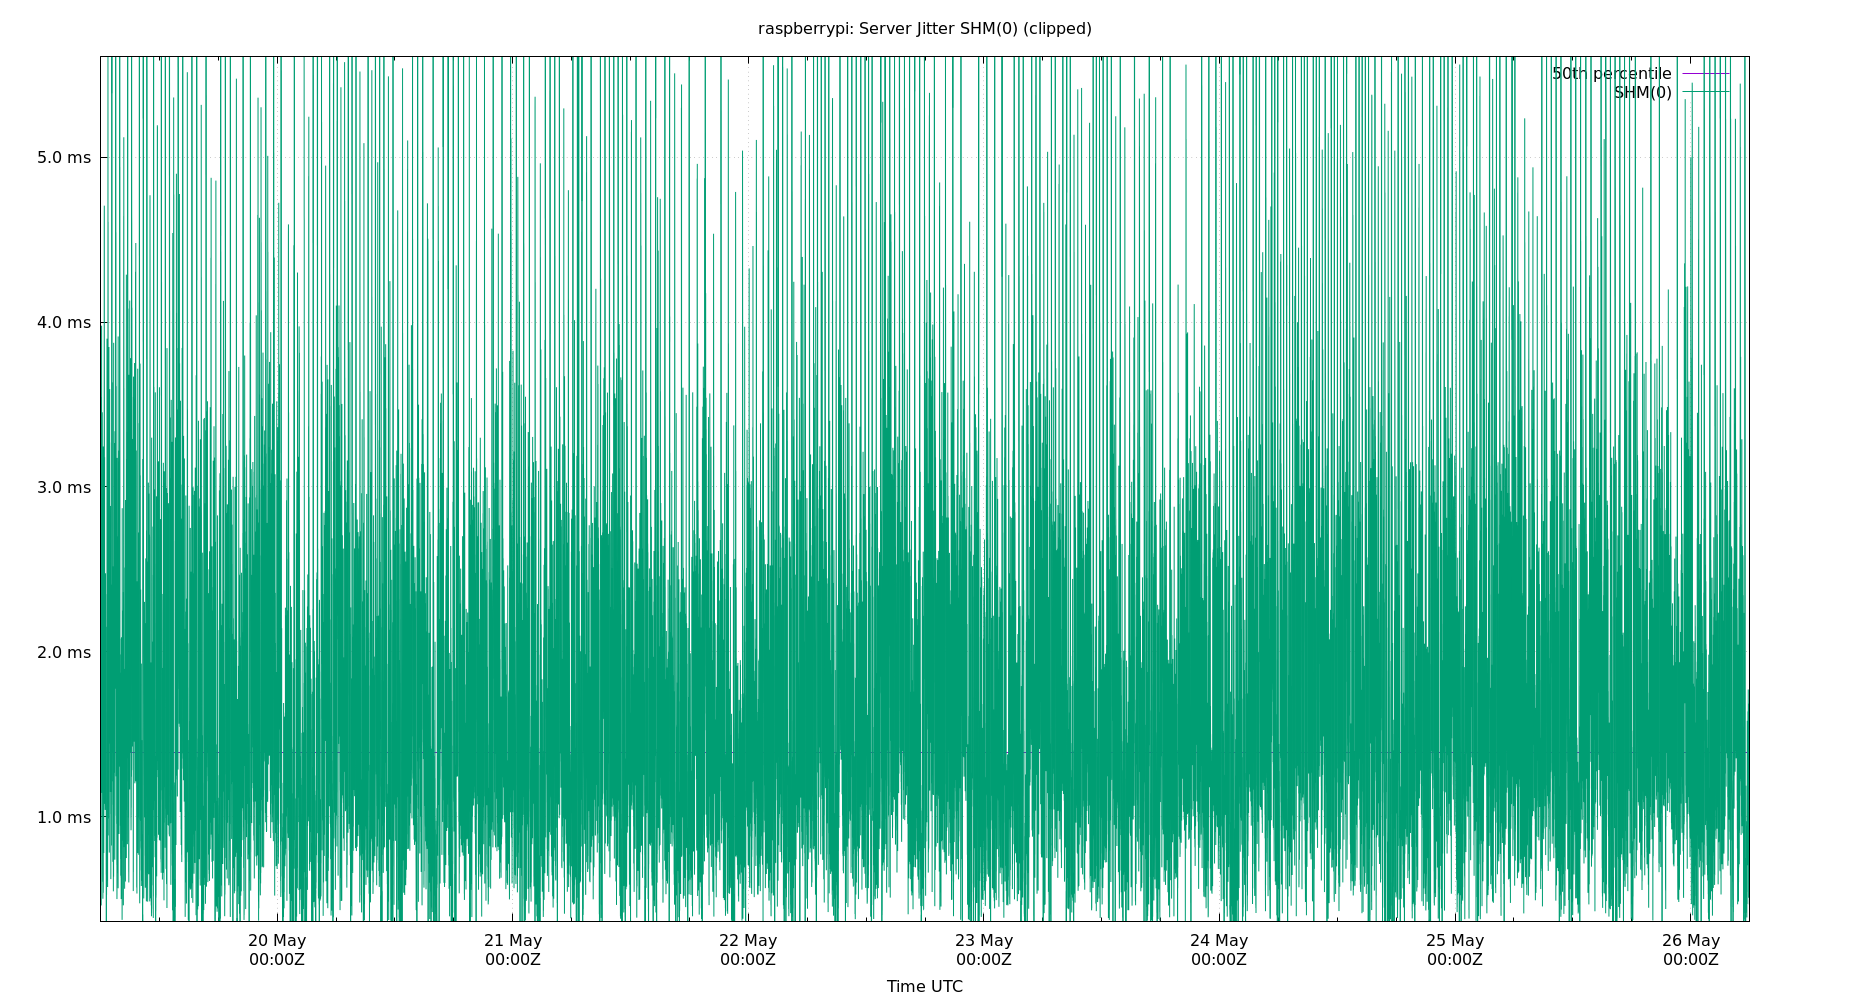 raspberrypi: Server Jitter SHM(0) (clipped)
50th percentile
SHM(0)
5.0 ms
4.0 ms
3.0 ms
2.0 ms
1.0 ms
20 May 21 May 22 May 23 May 24 May 25 May 26 May
00:00Z 00:00Z 00:00Z 00:00Z 00:00Z 00:00Z 00:00Z
Time UTC